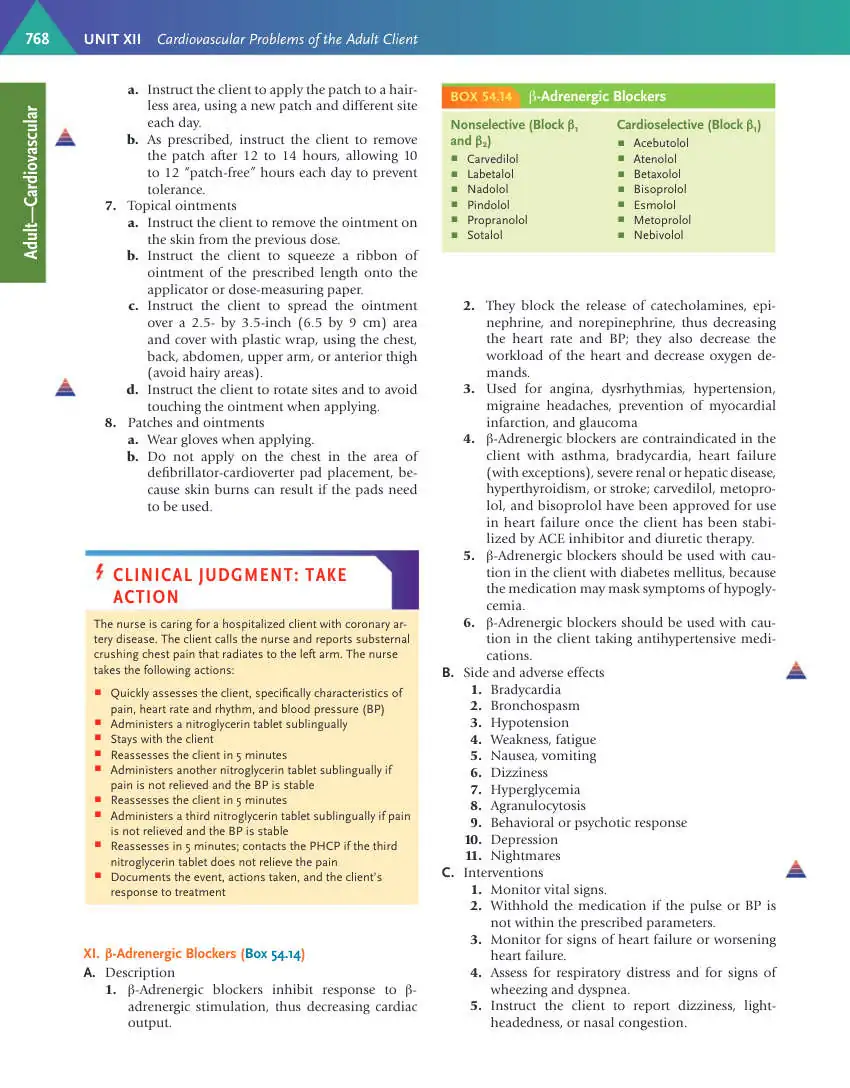 768 UNIT XII Cardiovascular Problems of the Adult Client
Adult—Cardiovascular
a. Instruct the client to apply the patch to a hair-
less area, using a new patch and different site
each day.
b. As prescribed, instruct the client to remove
the patch after 12 to 14 hours, allowing 10
to 12 “patch-free” hours each day to prevent
tolerance.
7. Topical ointments
a. Instruct the client to remove the ointment on
the skin from the previous dose.
b. Instruct the client to squeeze a ribbon of
ointment of the prescribed length onto the
applicator or dose-measuring paper.
c. Instruct the client to spread the ointment
over a 2.5- by 3.5-inch (6.5 by 9 cm) area
and cover with plastic wrap, using the chest,
back, abdomen, upper arm, or anterior thigh
(avoid hairy areas).
d. Instruct the client to rotate sites and to avoid
touching the ointment when applying.
8. Patches and ointments
a. Wear gloves when applying.
b. Do not apply on the chest in the area of
defibrillator-cardioverter pad placement, be-
cause skin burns can result if the pads need
to be used.
CLINICAL JUDGMENT: TAKE
ACTION
The nurse is caring for a hospitalized client with coronary ar-
tery disease. The client calls the nurse and reports substernal
crushing chest pain that radiates to the left arm. The nurse
takes the following actions:
■ Quickly assesses the client, specifically characteristics of
pain, heart rate and rhythm, and blood pressure (BP)
■ Administers a nitroglycerin tablet sublingually
■ Stays with the client
■ Reassesses the client in 5 minutes
■ Administers another nitroglycerin tablet sublingually if
pain is not relieved and the BP is stable
■ Reassesses the client in 5 minutes
■ Administers a third nitroglycerin tablet sublingually if pain
is not relieved and the BP is stable
■ Reassesses in 5 minutes; contacts the PHCP if the third
nitroglycerin tablet does not relieve the pain
■ Documents the event, actions taken, and the client’s
response to treatment
XI. β-Adrenergic Blockers (Box 54.14)
A. Description
1. β-Adrenergic blockers inhibit response to β-
adrenergic stimulation, thus decreasing cardiac
output.
BOX 54.14 β-Adrenergic Blockers
Nonselective (Block β₁
and β₂)
■ Carvedilol
■ Labetalol
■ Nadolol
■ Pindolol
■ Propranolol
■ Sotalol
Cardioselective (Block β₁)
■ Acebutolol
■ Atenolol
■ Betaxolol
■ Bisoprolol
■ Esmolol
■ Metoprolol
■ Nebivolol
2. They block the release of catecholamines, epi-
nephrine, and norepinephrine, thus decreasing
the heart rate and BP; they also decrease the
workload of the heart and decrease oxygen de-
mands.
3. Used for angina, dysrhythmias, hypertension,
migraine headaches, prevention of myocardial
infarction, and glaucoma
4. β-Adrenergic blockers are contraindicated in the
client with asthma, bradycardia, heart failure
(with exceptions), severe renal or hepatic disease,
hyperthyroidism, or stroke; carvedilol, metopro-
lol, and bisoprolol have been approved for use
in heart failure once the client has been stabi-
lized by ACE inhibitor and diuretic therapy.
5. β-Adrenergic blockers should be used with cau-
tion in the client with diabetes mellitus, because
the medication may mask symptoms of hypogly-
cemia.
6. β-Adrenergic blockers should be used with cau-
tion in the client taking antihypertensive medi-
cations.
B. Side and adverse effects
1. Bradycardia
2. Bronchospasm
3. Hypotension
4. Weakness, fatigue
5. Nausea, vomiting
6. Dizziness
7. Hyperglycemia
8. Agranulocytosis
9. Behavioral or psychotic response
10. Depression
11. Nightmares
C. Interventions
1. Monitor vital signs.
2. Withhold the medication if the pulse or BP is
not within the prescribed parameters.
3. Monitor for signs of heart failure or worsening
heart failure.
4. Assess for respiratory distress and for signs of
wheezing and dyspnea.
5. Instruct the client to report dizziness, light-
headedness, or nasal congestion.